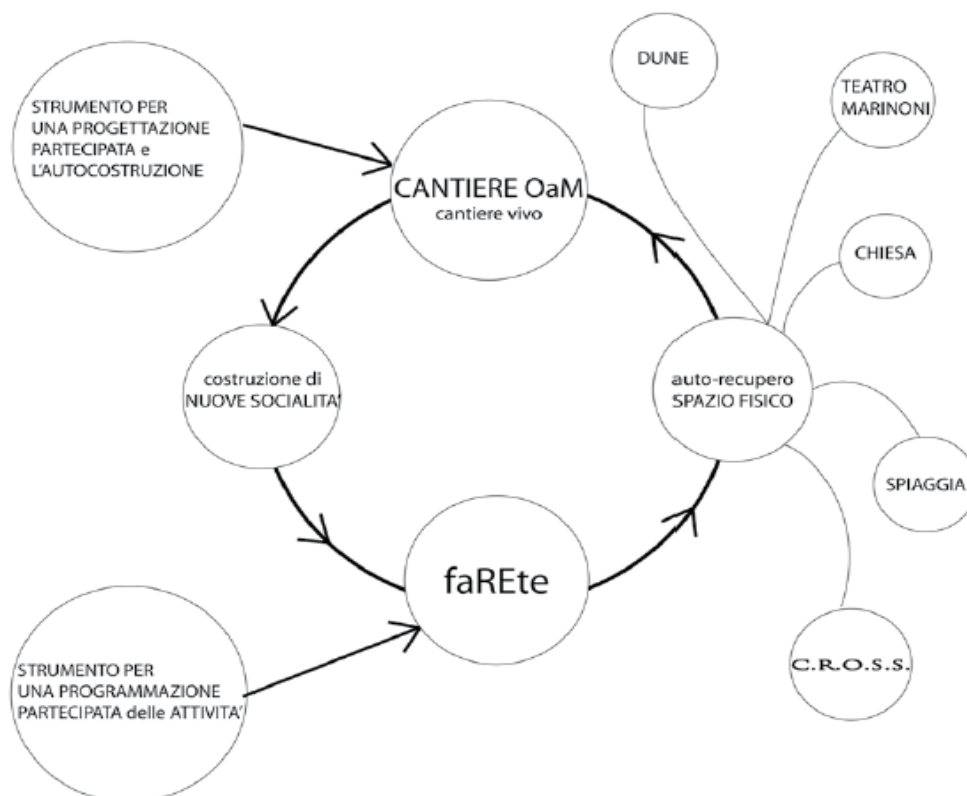 DUNE
TEATRO
MARINONI
STRUMENTO PER
UNA PROGETTAZIONE
PARTECIPATA e
L'AUTOCOSTRUZIONE
CANTIERE OaM
cantiere vivo
CHIESA
costruzione di
NUOVE SOCIALITA'
auto-recupero
SPAZIO FISICO
SPIAGGIA
faREte
STRUMENTO PER
UNA PROGRAMMAZIONE
PARTECIPATA delle ATTIVITA'
C.R.O.S.S.